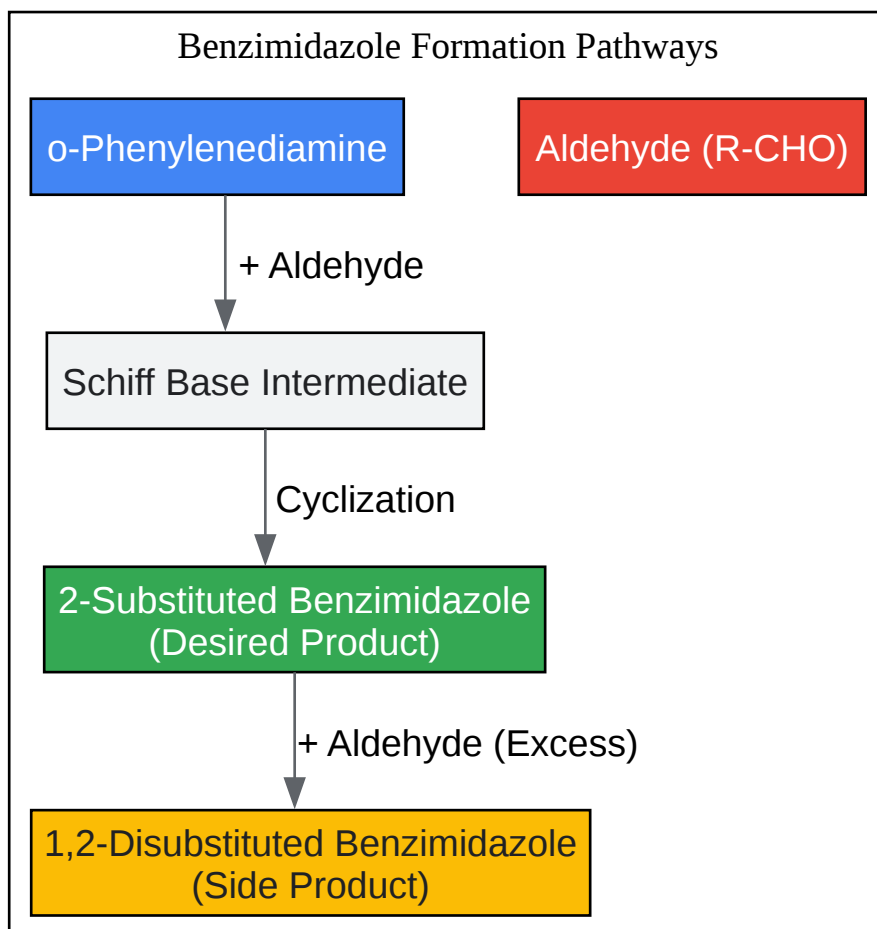 Benzimidazole Formation Pathways
o-Phenylenediamine
Aldehyde (R-CHO)
+ Aldehyde
Schiff Base Intermediate
Cyclization
2-Substituted Benzimidazole
(Desired Product)
+ Aldehyde (Excess)
1,2-Disubstituted Benzimidazole
(Side Product)